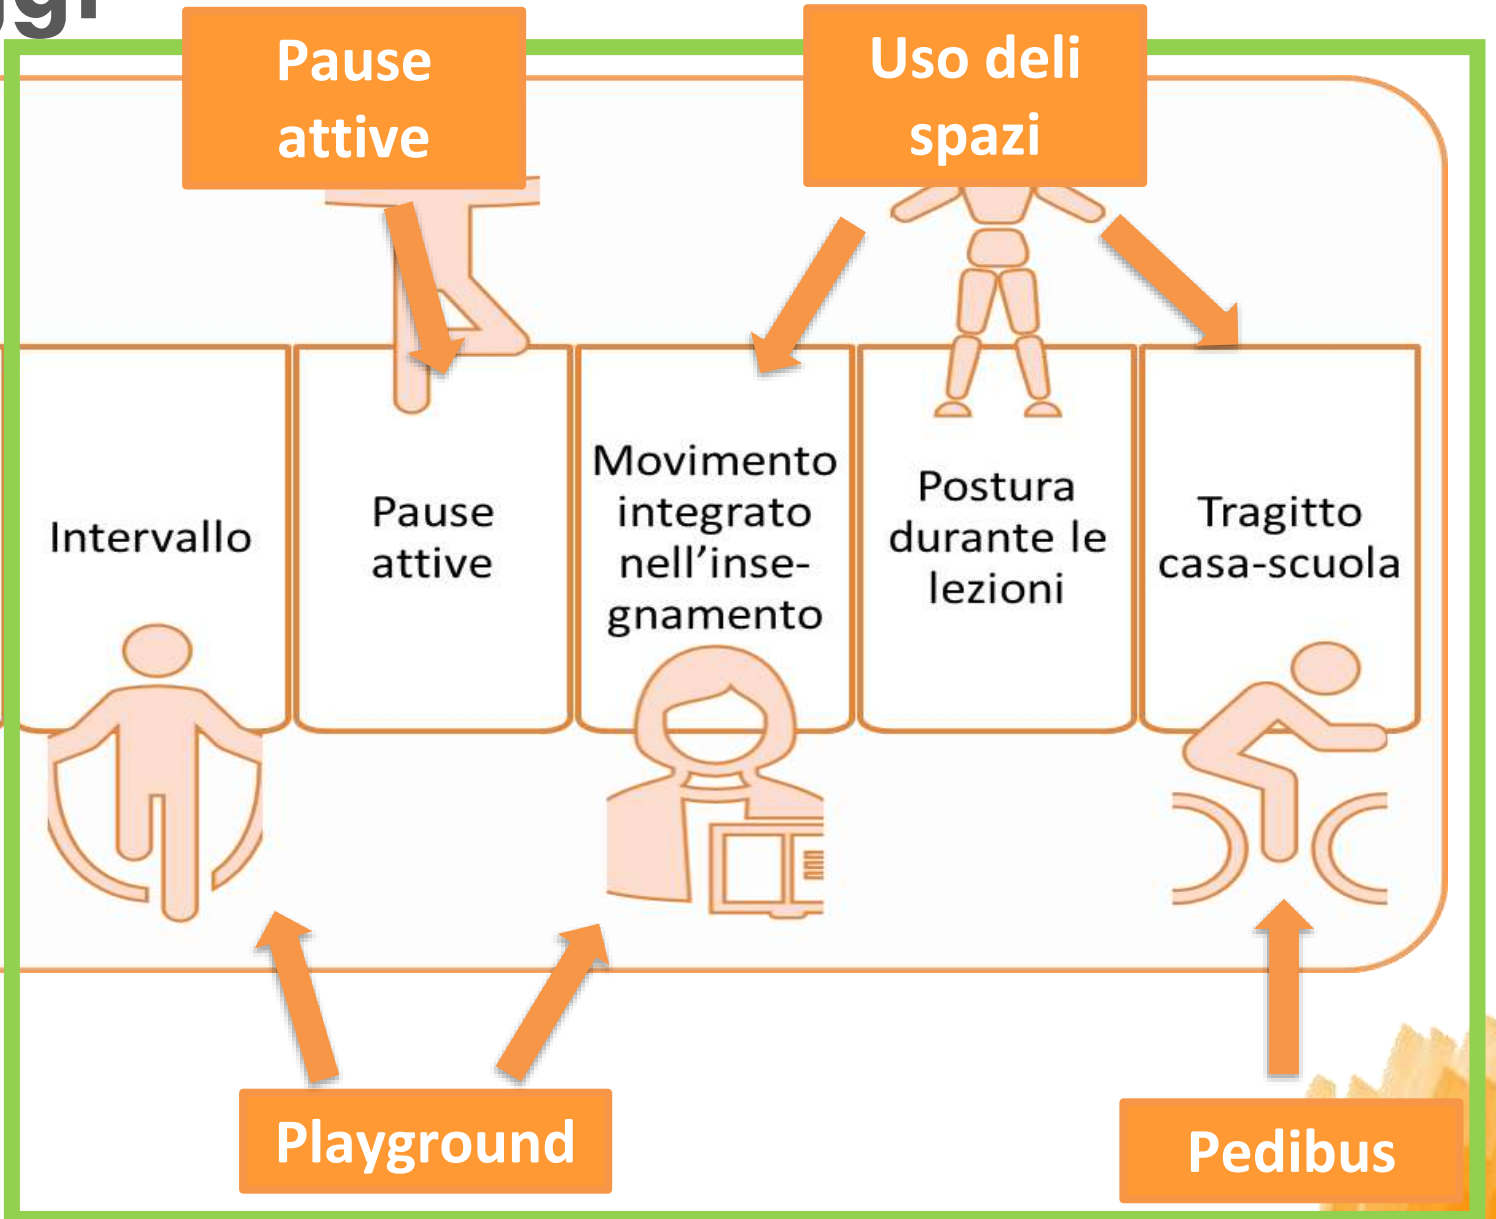 Pause
attive
Uso deli
spazi
Intervallo
Pause
attive
Movimento
integrato
nell'inse-
gnamento
Postura
durante le
lezioni
Tragitto
casa-scuola
Playground
Pedibus